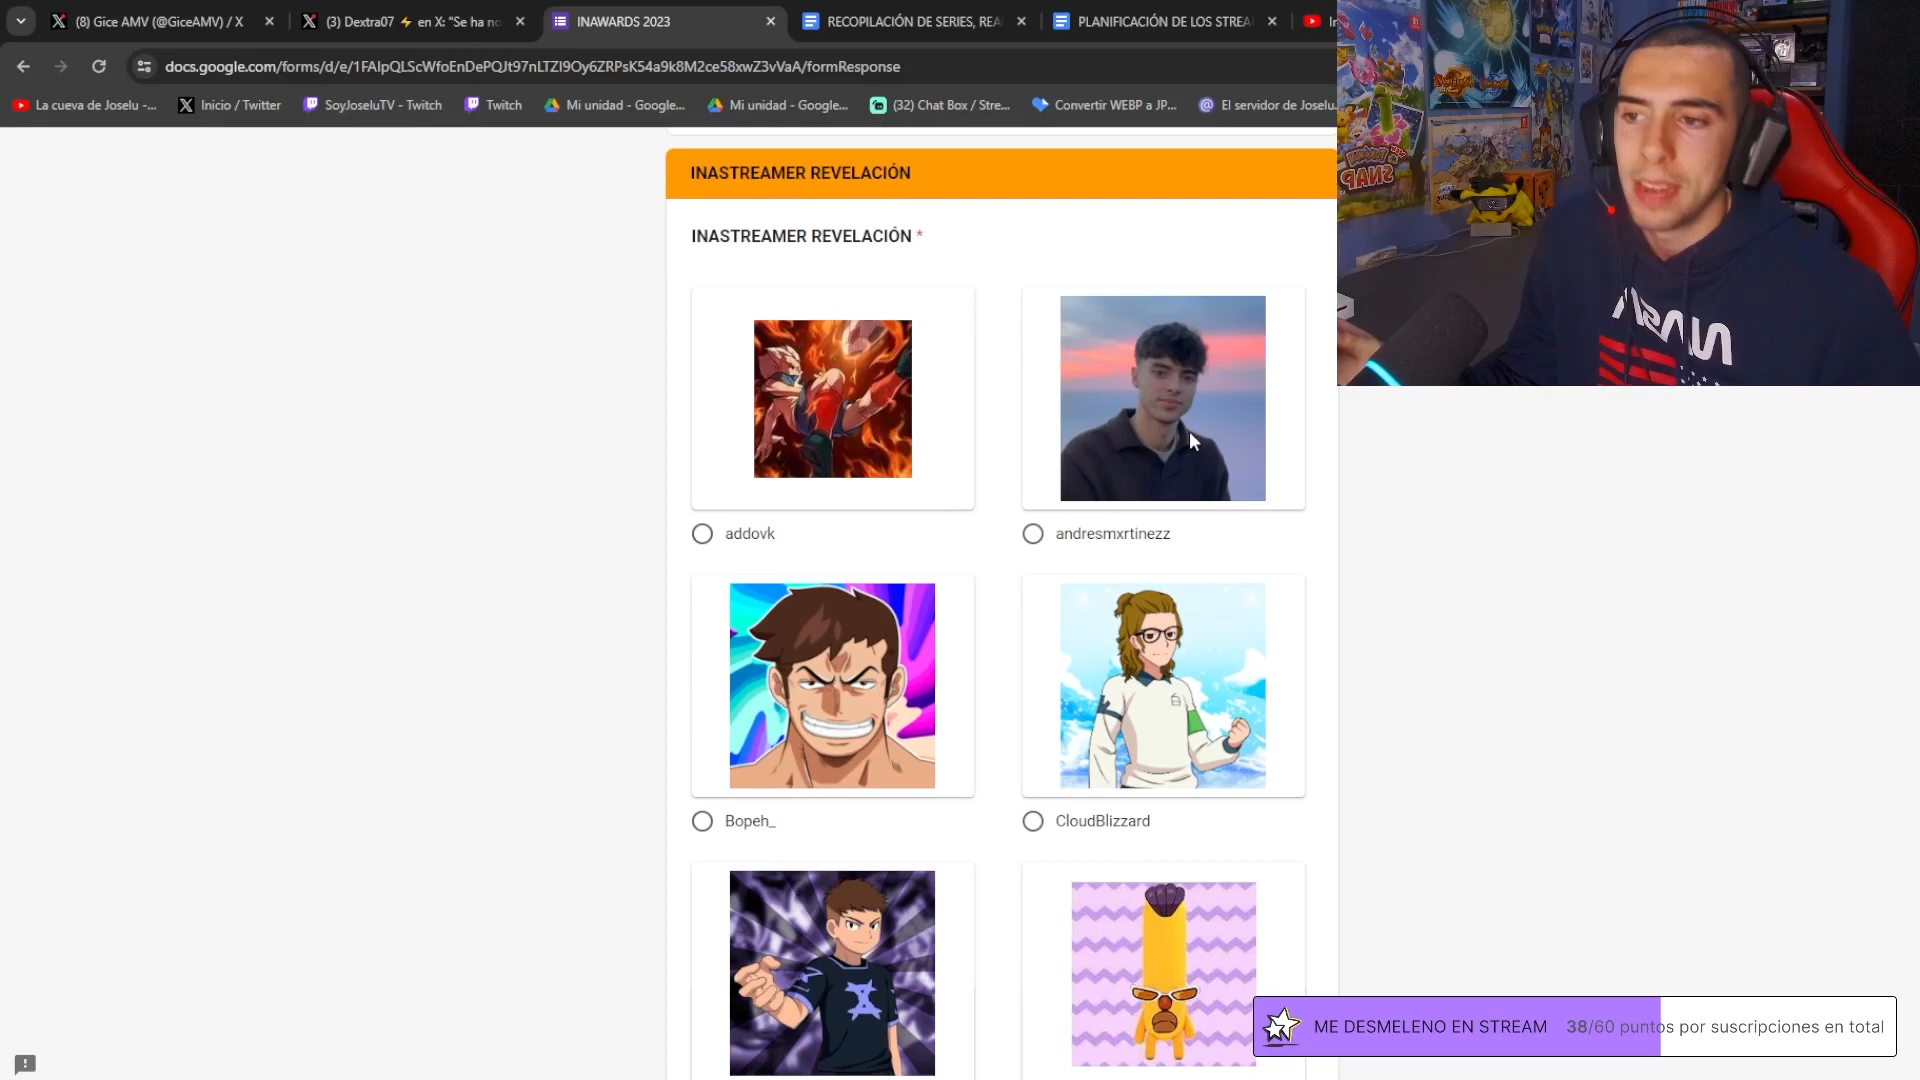 (8) Gice AMV (@GiceAMV) / X
(3) Dextra07 ⚡ en X: "Se ha no
INAWARDS 2023
RECOPILACIÓN DE SERIES, REA
PLANIFICACIÓN DE LOS STREA
docs.google.com/forms/d/e/1FAIpQLScWfoEnDePQJt97nLTZI9Oy6ZRPsK54a9k8M2ce58xwZ3vVaA/formResponse
La cueva de Joselu -...
Inicio / Twitter
SoyJoseluTV - Twitch
Twitch
Mi unidad - Google...
Mi unidad - Google...
(32) Chat Box / Stre...
Convertir WEBP a JP...
El servidor de Joselu.
INASTREAMER REVELACIÓN
INASTREAMER REVELACIÓN *
addovk
andresmxrtinezz
Bopeh_
CloudBlizzard
SNAP
NASA
ME DESMELENO EN STREAM
38/60 puntos por suscripciones en total